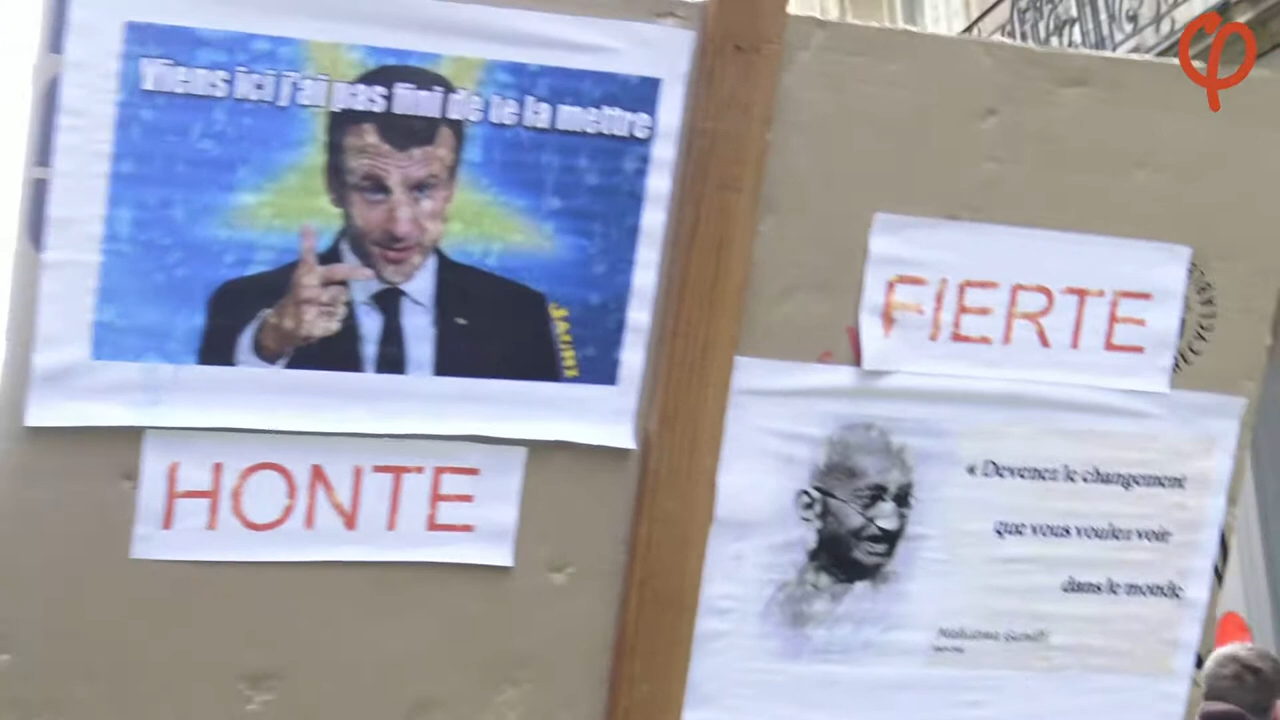 Viens ici j'ai pas fini de te la mettre
HONTE
FIERTE
« Devenez le changement
que vous voulez voir
dans le monde
Mahatma Gandhi